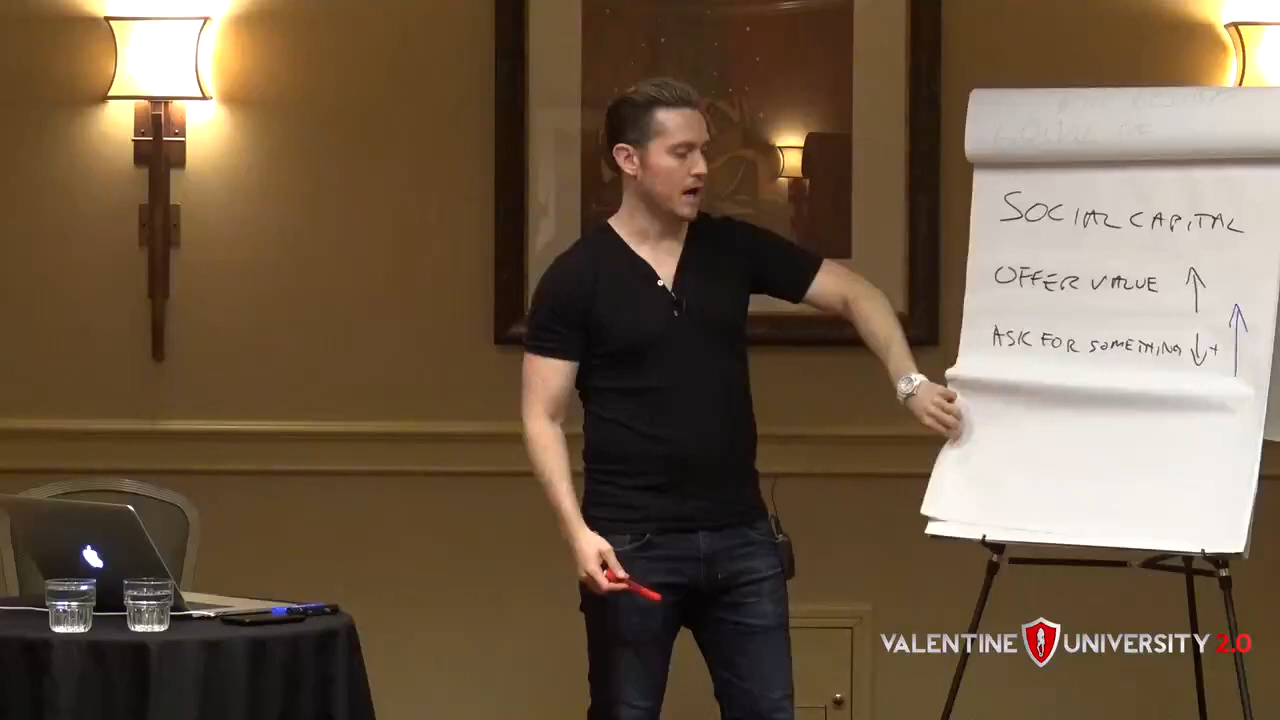 SOCIAL CAPITAL
OFFER VALUE ↑
ASK FOR SOMETHING ↓ +
VALENTINE UNIVERSITY 2.0